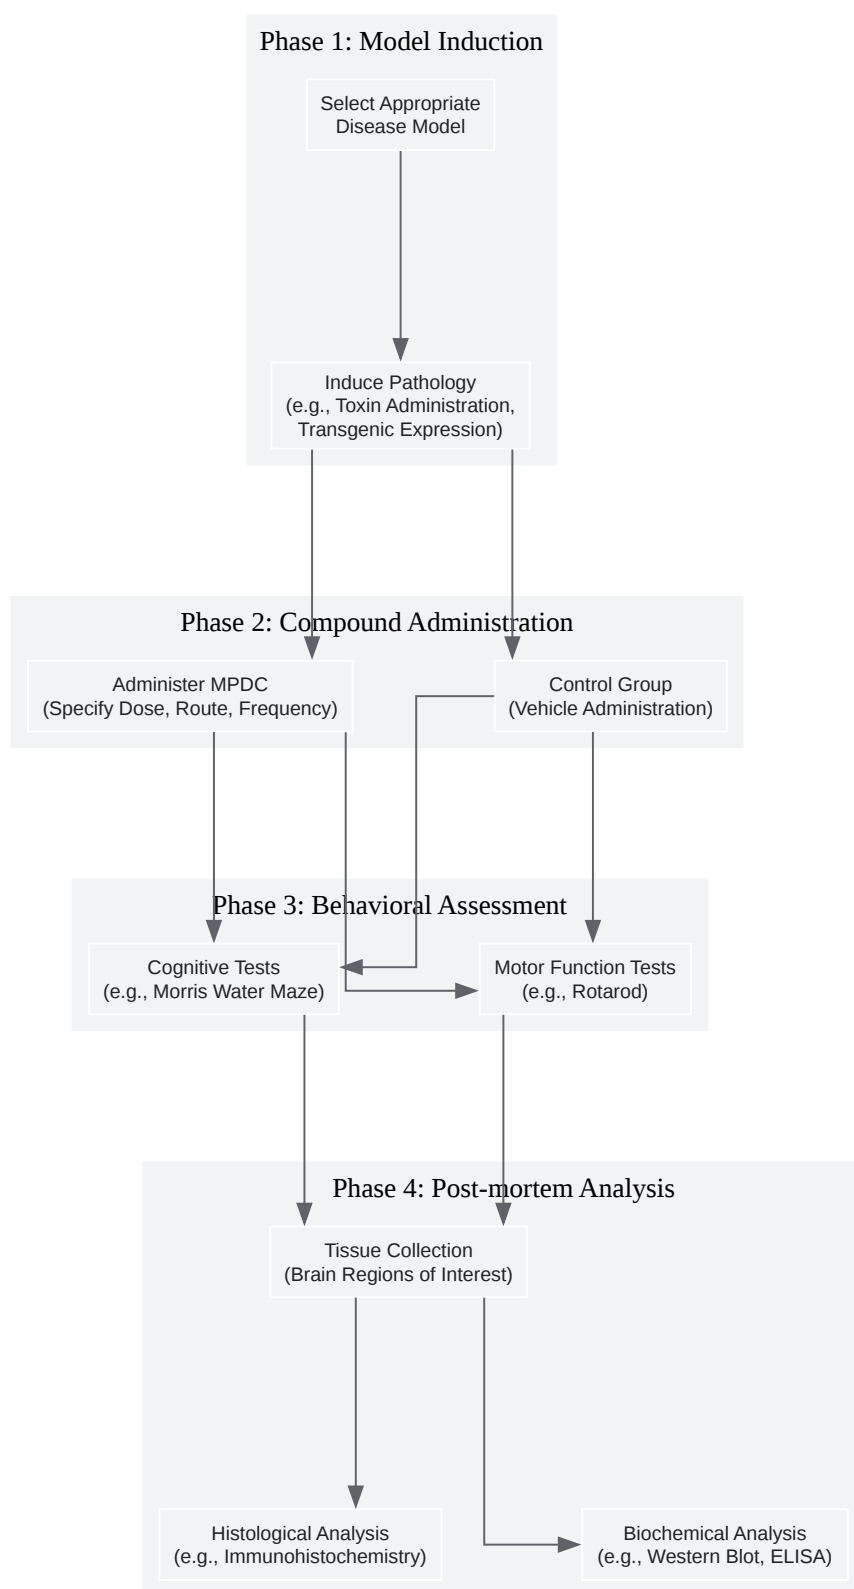 Phase 1: Model Induction
Select Appropriate
Disease Model
Induce Pathology
(e.g., Toxin Administration,
Transgenic Expression)
Phase 2: Compound Administration
Administer MPDC
(Specify Dose, Route, Frequency)
Control Group
(Vehicle Administration)
Phase 3: Behavioral Assessment
Cognitive Tests
(e.g., Morris Water Maze)
Motor Function Tests
(e.g., Rotarod)
Phase 4: Post-mortem Analysis
Tissue Collection
(Brain Regions of Interest)
Histological Analysis
(e.g., Immunohistochemistry)
Biochemical Analysis
(e.g., Western Blot, ELISA)